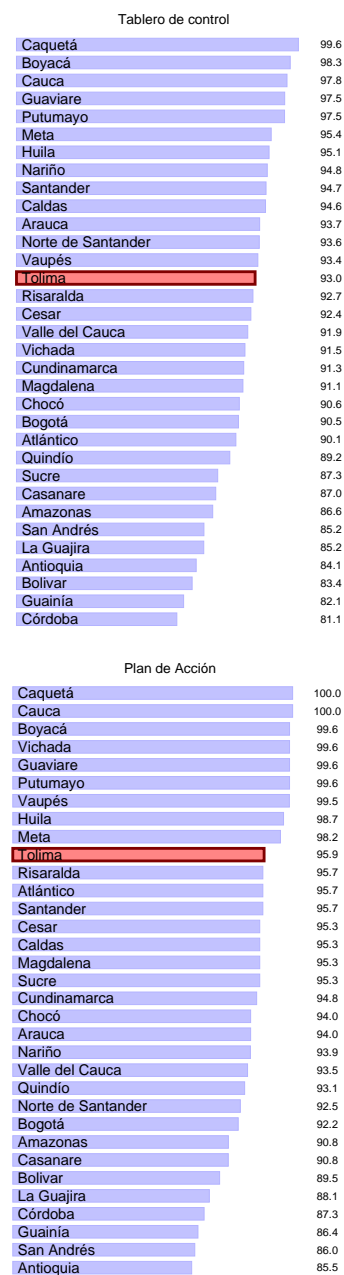 Tablero de control
Caquetá 99.6
Boyacá 98.3
Cauca 97.8
Guaviare 97.5
Putumayo 97.5
Meta 95.4
Huila 95.1
Nariño 94.8
Santander 94.7
Caldas 94.6
Arauca 93.7
Norte de Santander 93.6
Vaupés 93.4
Tolima 93.0
Risaralda 92.7
Cesar 92.4
Valle del Cauca 91.9
Vichada 91.5
Cundinamarca 91.3
Magdalena 91.1
Chocó 90.6
Bogotá 90.5
Atlántico 90.1
Quindío 89.2
Sucre 87.3
Casanare 87.0
Amazonas 86.6
San Andrés 85.2
La Guajira 85.2
Antioquia 84.1
Bolivar 83.4
Guainía 82.1
Córdoba 81.1
Plan de Acción
Caquetá 100.0
Cauca 100.0
Boyacá 99.6
Vichada 99.6
Guaviare 99.6
Putumayo 99.6
Vaupés 99.5
Huila 98.7
Meta 98.2
Tolima 95.9
Risaralda 95.7
Atlántico 95.7
Santander 95.7
Cesar 95.3
Caldas 95.3
Magdalena 95.3
Sucre 95.3
Cundinamarca 94.8
Chocó 94.0
Arauca 94.0
Nariño 93.9
Valle del Cauca 93.5
Quindío 93.1
Norte de Santander 92.5
Bogotá 92.2
Amazonas 90.8
Casanare 90.8
Bolivar 89.5
La Guajira 88.1
Córdoba 87.3
Guainía 86.4
San Andrés 86.0
Antioquia 85.5